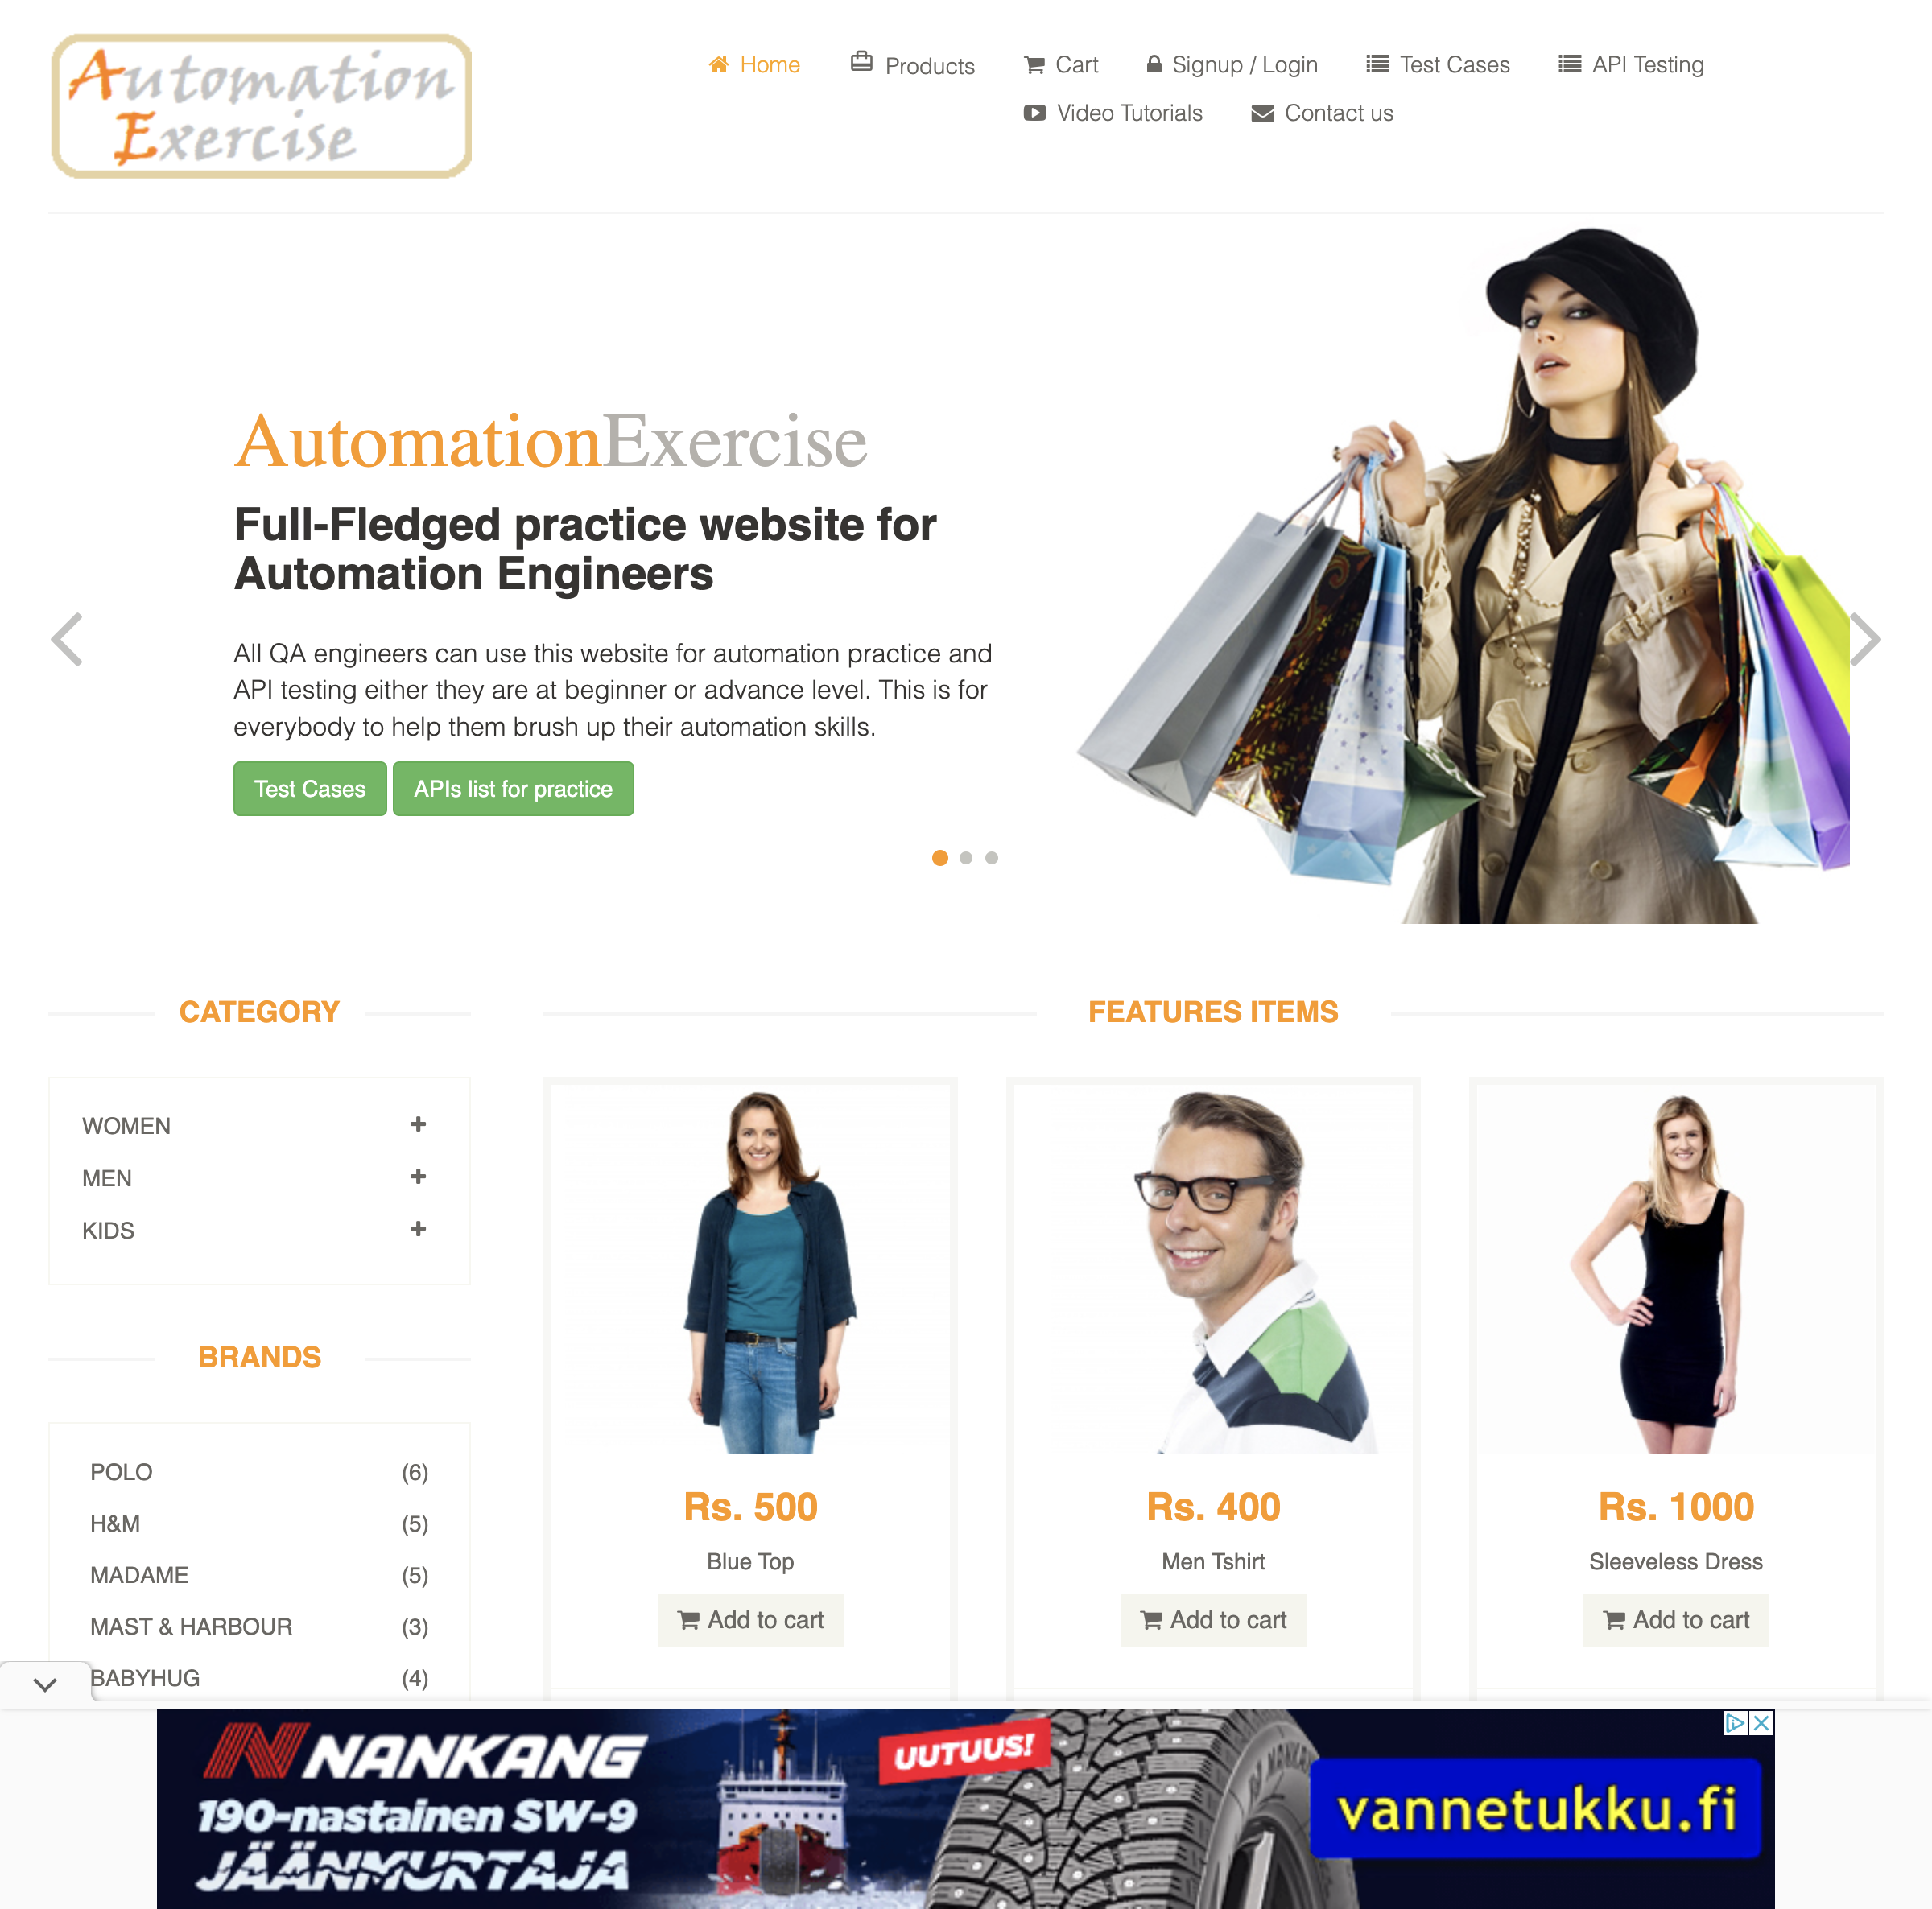 Automation
Exercise
Home
Products
Cart
Signup / Login
Test Cases
API Testing
Video Tutorials
Contact us
AutomationExercise
Full-Fledged practice website for
Automation Engineers
All QA engineers can use this website for automation practice and
API testing either they are at beginner or advance level. This is for
everybody to help them brush up their automation skills.
Test Cases
APIs list for practice
CATEGORY
WOMEN
MEN
KIDS
BRANDS
POLO (6)
H&M (5)
MADAME (5)
MAST & HARBOUR (3)
BABYHUG (4)
FEATURES ITEMS
Rs. 500
Blue Top
Add to cart
Rs. 400
Men Tshirt
Add to cart
Rs. 1000
Sleeveless Dress
Add to cart
NANKANG
190-nastainen SW-9
JÄÄNMURTAJA
UUTUUS!
NANKANG
vannetukku.fi